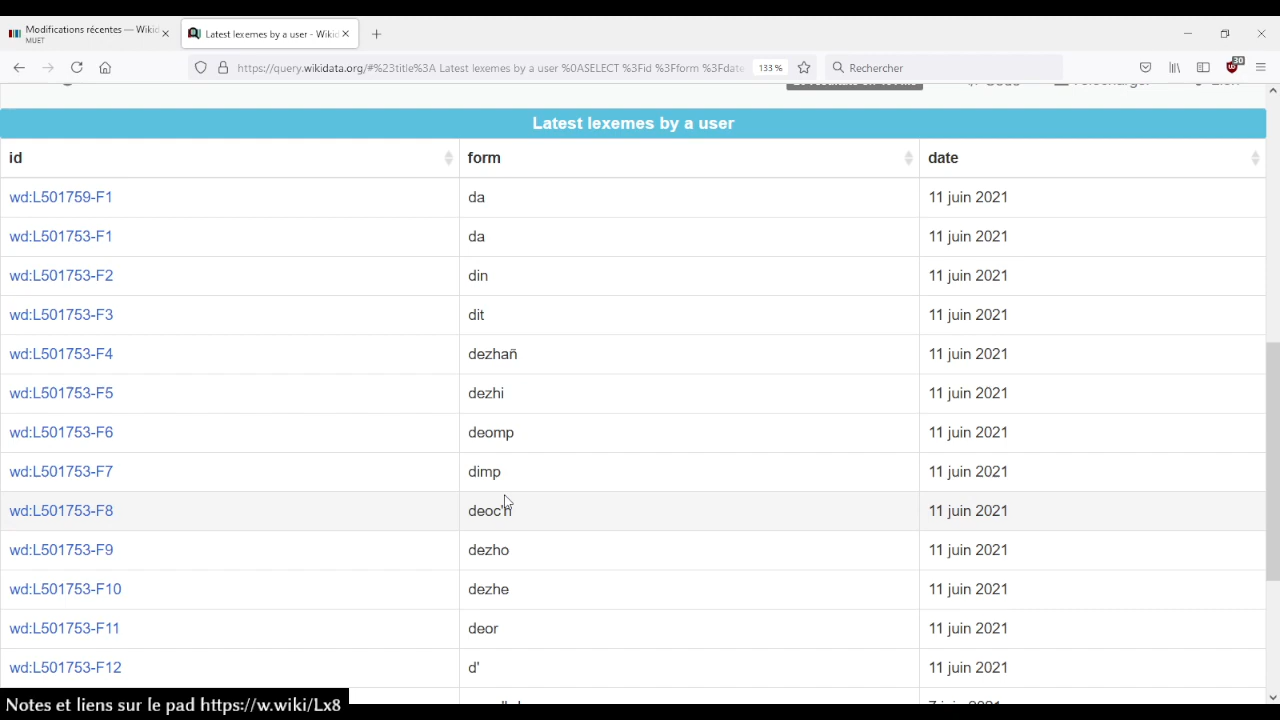 Modifications récentes — Wikid
MUET
Latest lexemes by a user - Wikid
https://query.wikidata.org/#%23title%3A Latest lexemes by a user %0ASELECT %3Fid %3Fform %3Fdate
133 %
Rechercher
30
Latest lexemes by a user
id form date
wd:L501759-F1 da 11 juin 2021
wd:L501753-F1 da 11 juin 2021
wd:L501753-F2 din 11 juin 2021
wd:L501753-F3 dit 11 juin 2021
wd:L501753-F4 dezhañ 11 juin 2021
wd:L501753-F5 dezhi 11 juin 2021
wd:L501753-F6 deomp 11 juin 2021
wd:L501753-F7 dimp 11 juin 2021
wd:L501753-F8 deoc'h 11 juin 2021
wd:L501753-F9 dezho 11 juin 2021
wd:L501753-F10 dezhe 11 juin 2021
wd:L501753-F11 deor 11 juin 2021
wd:L501753-F12 d' 11 juin 2021
Notes et liens sur le pad https://w.wiki/Lx8